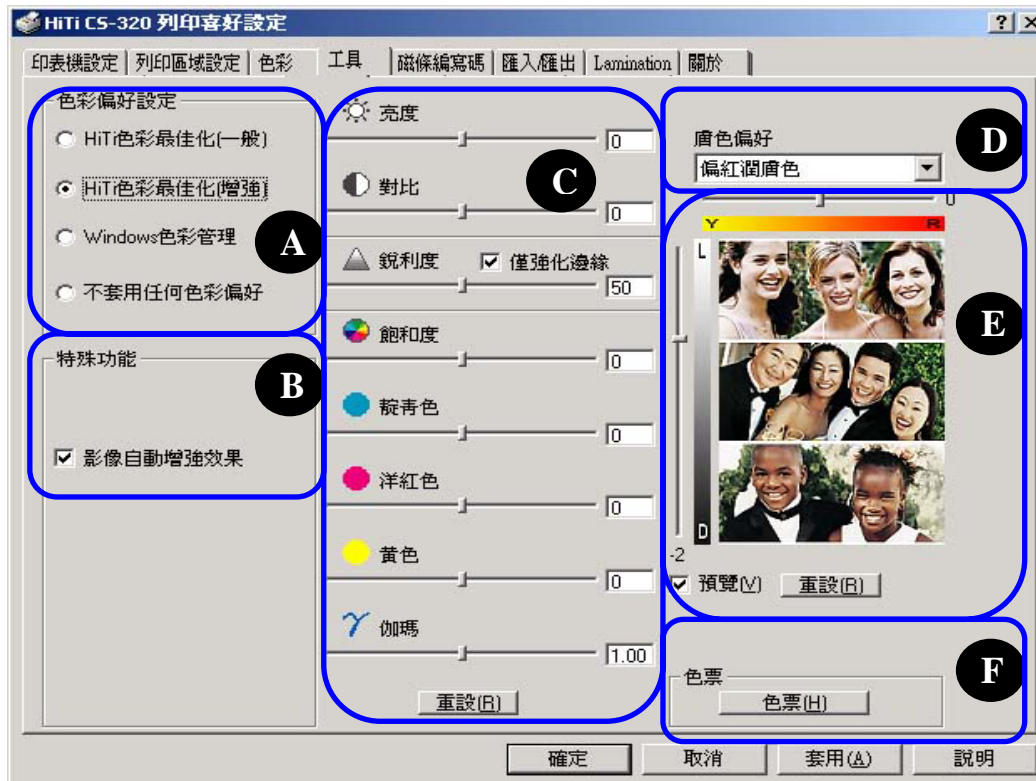 HiTi CS-320 列印喜好設定
印表機設定 列印區域設定 色彩 工具 磁條編寫碼 匯入/匯出 Lamination 關於
色彩偏好設定
HiTi色彩最佳化(一般)
HiTi色彩最佳化(增強)
Windows色彩管理
不套用任何色彩偏好
A
特殊功能
B
影像自動增強效果
亮度
0
C
對比
0
銳利度 僅強化邊緣
50
飽和度
0
靛青色
0
洋紅色
0
黃色
0
伽瑪
1.00
重設(R)
D
膚色偏好
偏紅潤膚色
0
Y R
L
E
D
-2
預覽(V) 重設(R)
F
色票
色票(H)
確定 取消 套用(A) 説明